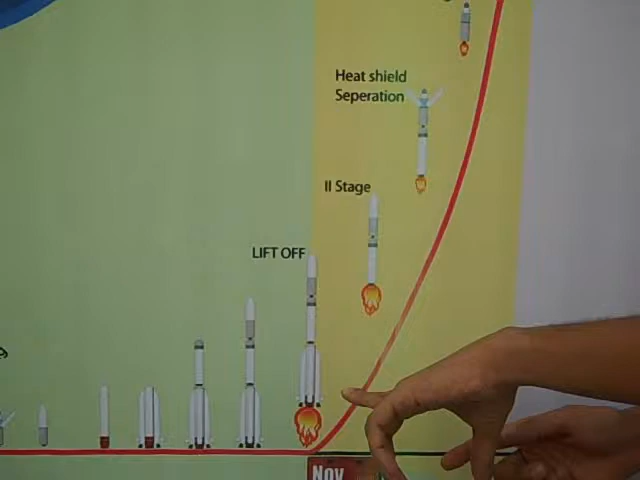 Heat shield
Seperation
II Stage
LIFT OFF
Nov